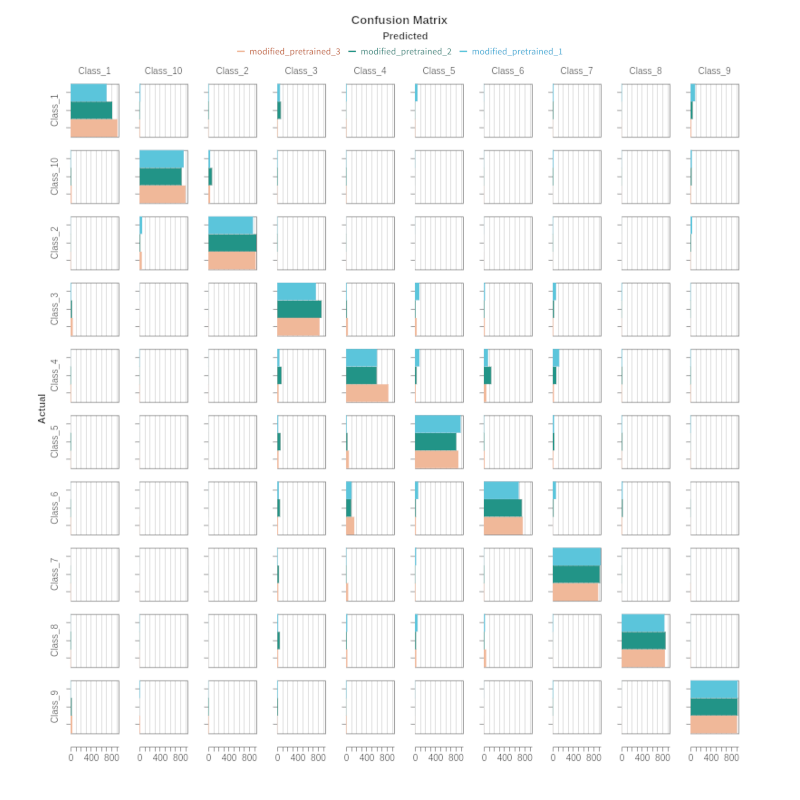 Confusion Matrix
Predicted
modified_pretrained_3 modified_pretrained_2 modified_pretrained_1
Class_1 Class_10 Class_2 Class_3 Class_4 Class_5 Class_6 Class_7 Class_8 Class_9
Class_1
Class_10
Class_2
Class_3
Class_4
Actual
Class_5
Class_6
Class_7
Class_8
Class_9
0 400 800 0 400 800 0 400 800 0 400 800 0 400 800 0 400 800 0 400 800 0 400 800 0 400 800 0 400 800